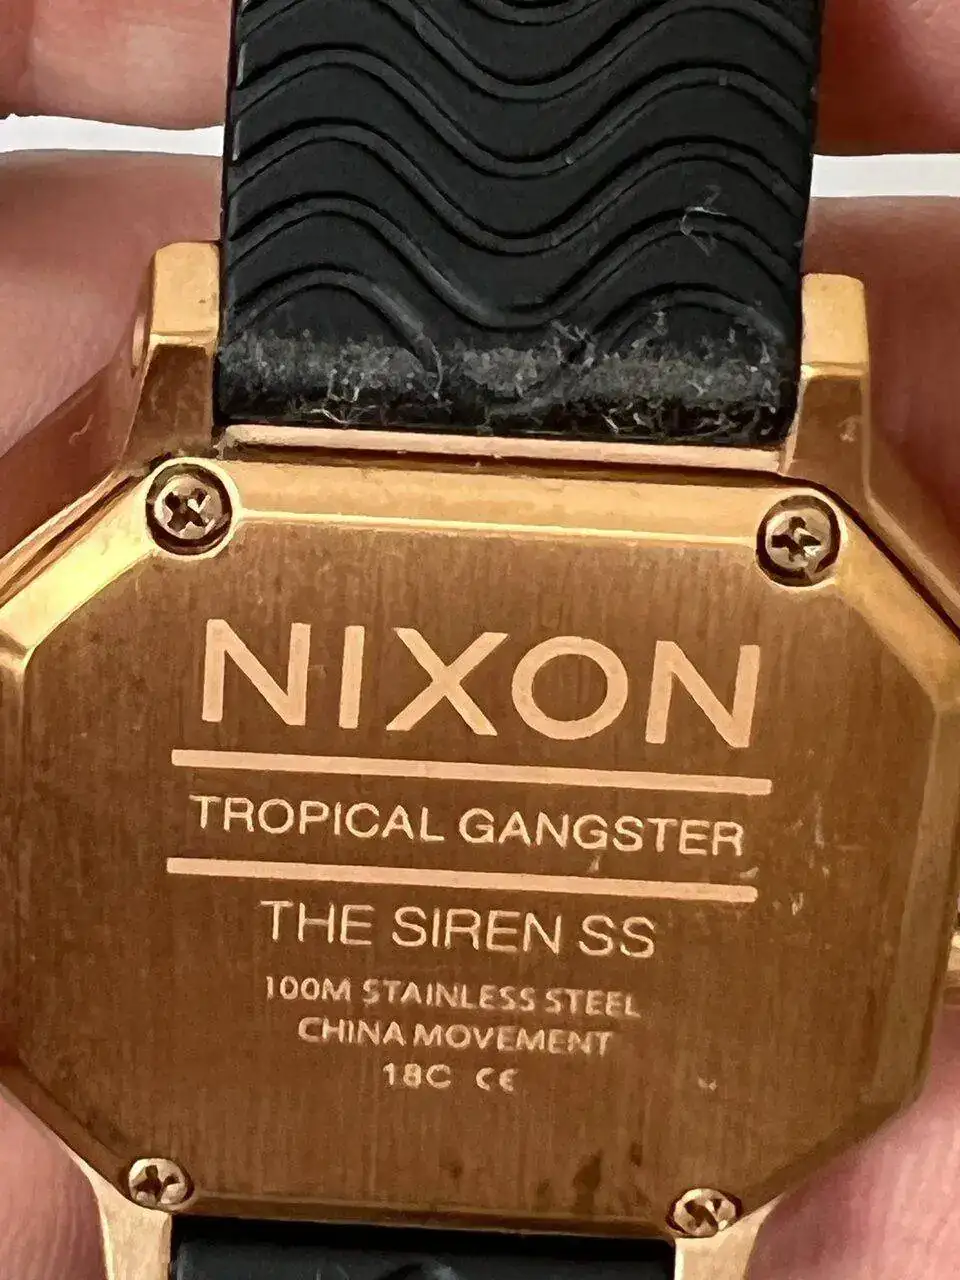 NIXON
TROPICAL GANGSTER
THE SIREN SS
100M STAINLESS STEEL
CHINA MOVEMENT
18C CE